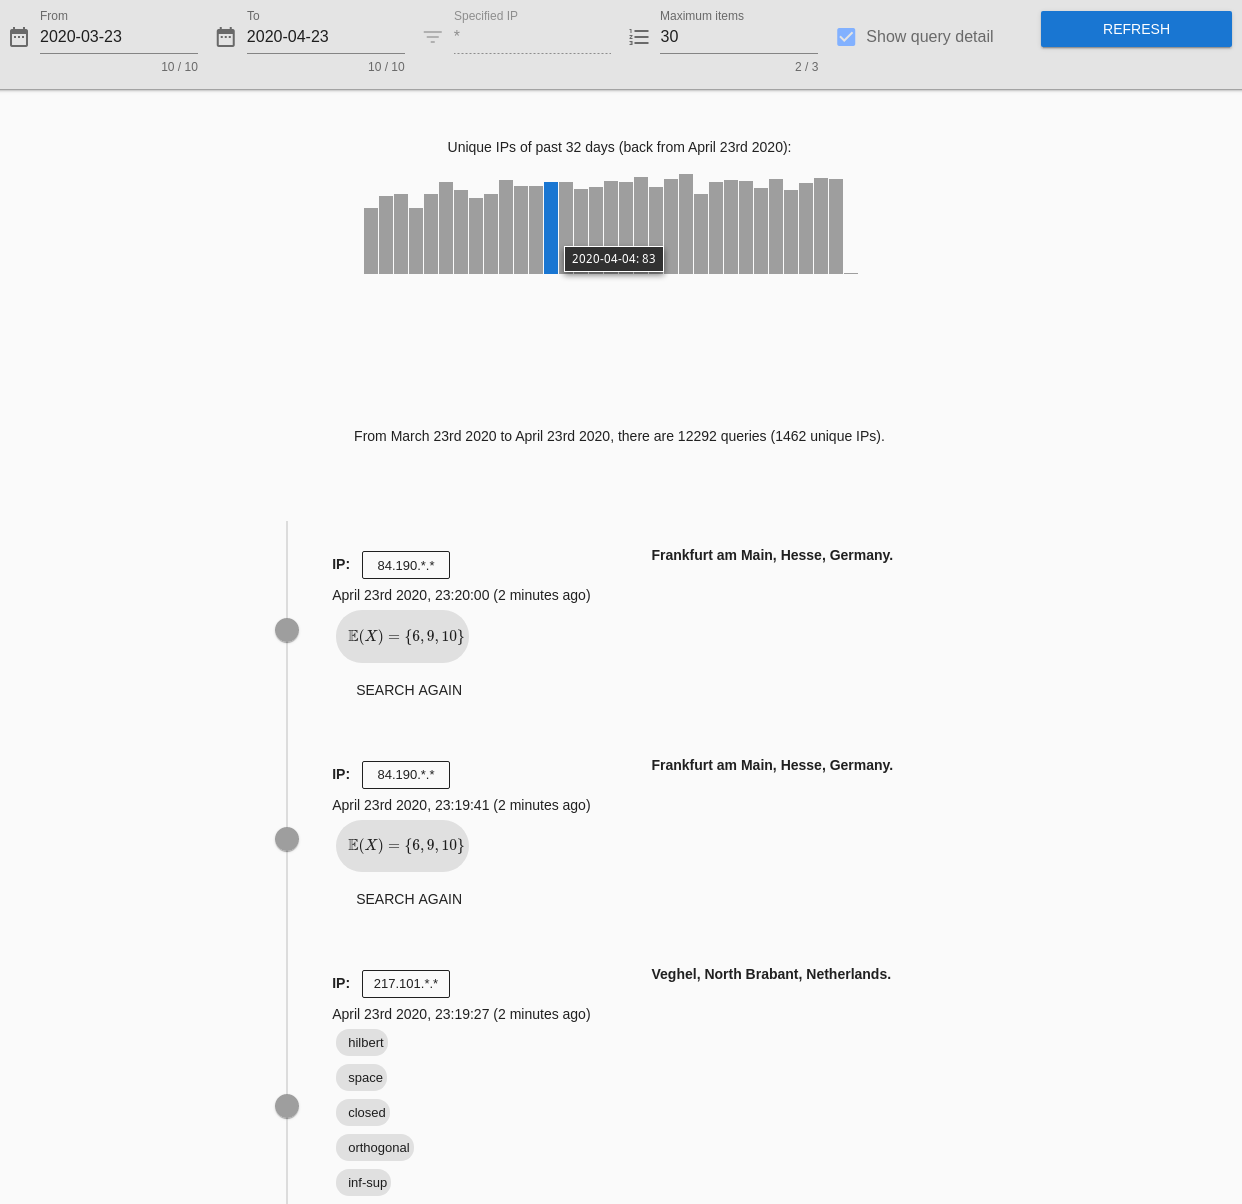 From
2020-03-23
10 / 10
To
2020-04-23
10 / 10
Specified IP
*
Maximum items
30
2 / 3
Show query detail
REFRESH
Unique IPs of past 32 days (back from April 23rd 2020):
2020-04-04: 83
From March 23rd 2020 to April 23rd 2020, there are 12292 queries (1462 unique IPs).
IP: 84.190.*.*
Frankfurt am Main, Hesse, Germany.
April 23rd 2020, 23:20:00 (2 minutes ago)
𝔼(X) = {6, 9, 10}
SEARCH AGAIN
IP: 84.190.*.*
Frankfurt am Main, Hesse, Germany.
April 23rd 2020, 23:19:41 (2 minutes ago)
𝔼(X) = {6, 9, 10}
SEARCH AGAIN
IP: 217.101.*.*
Veghel, North Brabant, Netherlands.
April 23rd 2020, 23:19:27 (2 minutes ago)
hilbert
space
closed
orthogonal
inf-sup